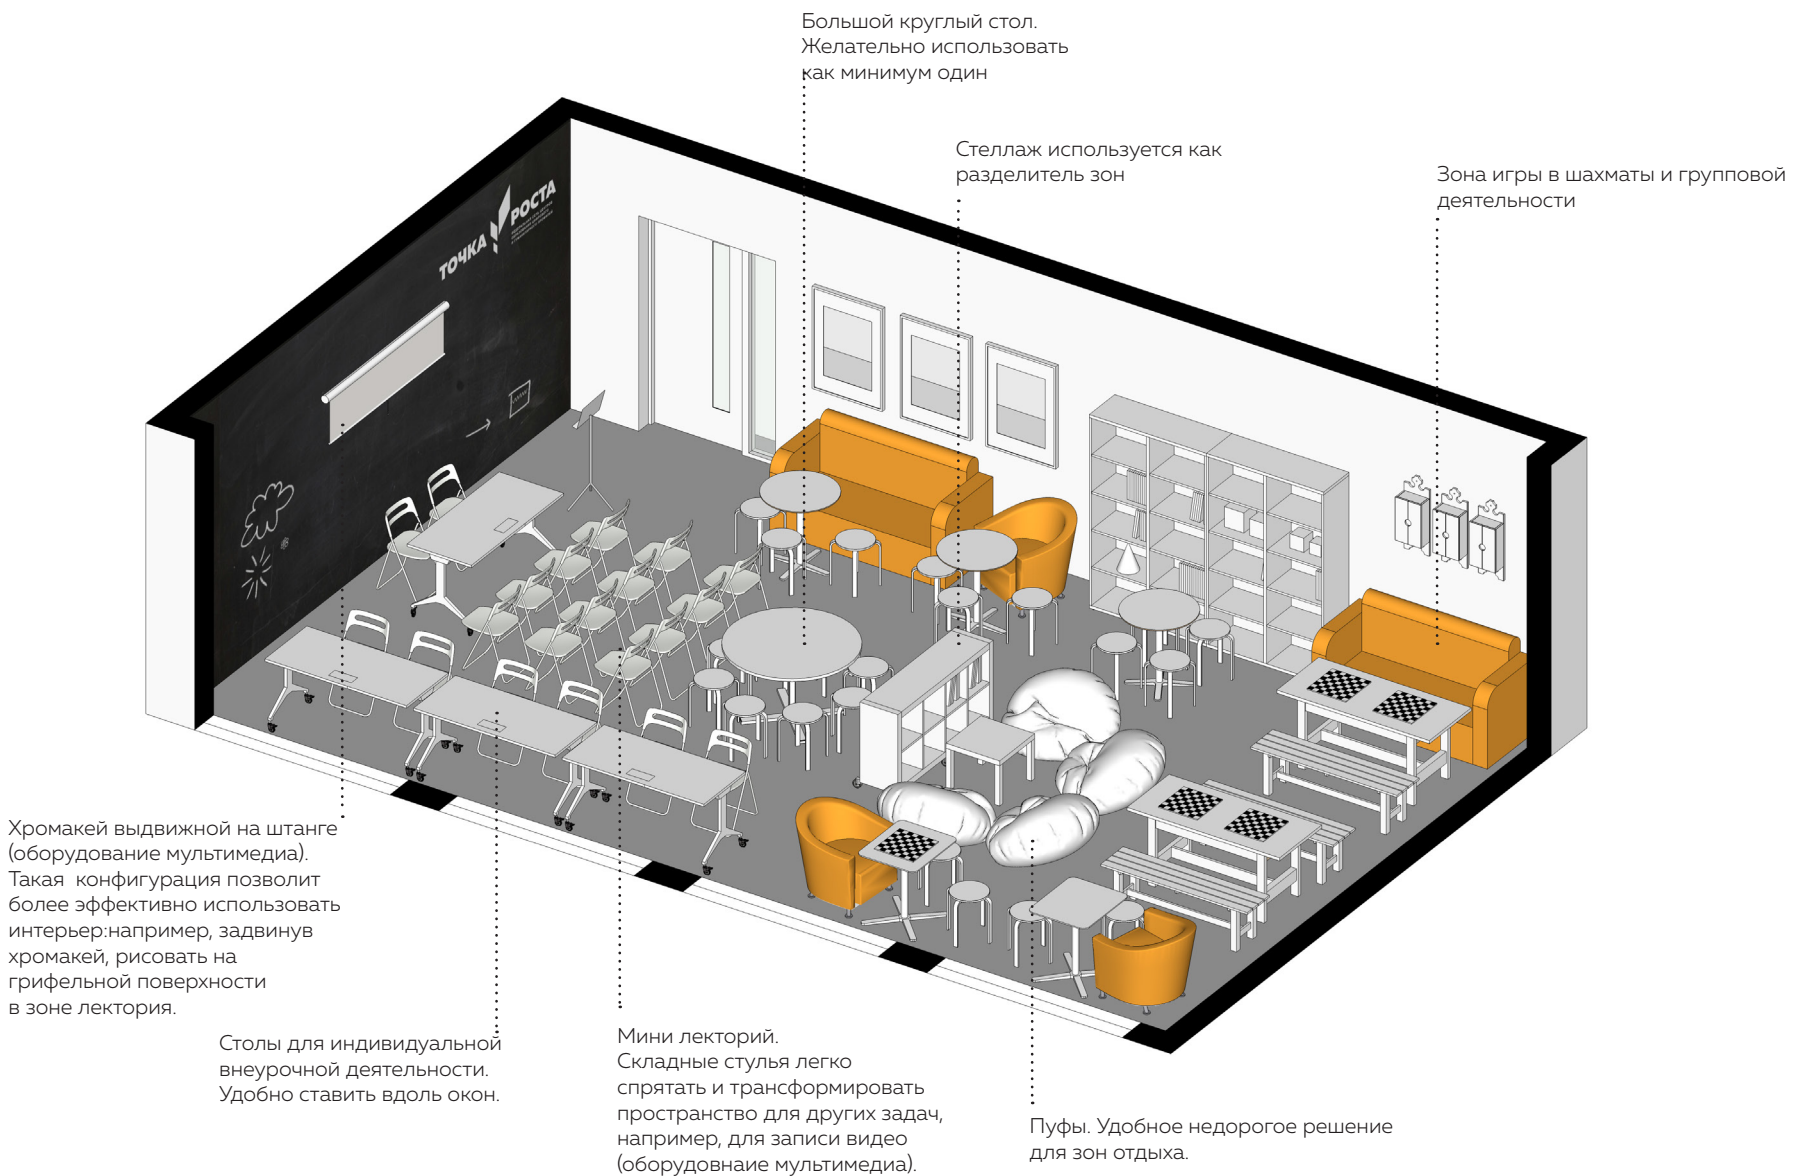 Большой круглый стол.
Желательно использовать
как минимум один
Стеллаж используется как
разделитель зон
Зона игры в шахматы и групповой
деятельности
ТОЧКА РОСТА
Хромакей выдвижной на штанге
(оборудование мультимедиа).
Такая конфигурация позволит
более эффективно использовать
интерьер:например, задвинув
хромакей, рисовать на
грифельной поверхности
в зоне лектория.
Столы для индивидуальной
внеурочной деятельности.
Удобно ставить вдоль окон.
Мини лекторий.
Складные стулья легко
спрятать и трансформировать
пространство для других задач,
например, для записи видео
(оборудовнаие мультимедиа).
Пуфы. Удобное недорогое решение
для зон отдыха.